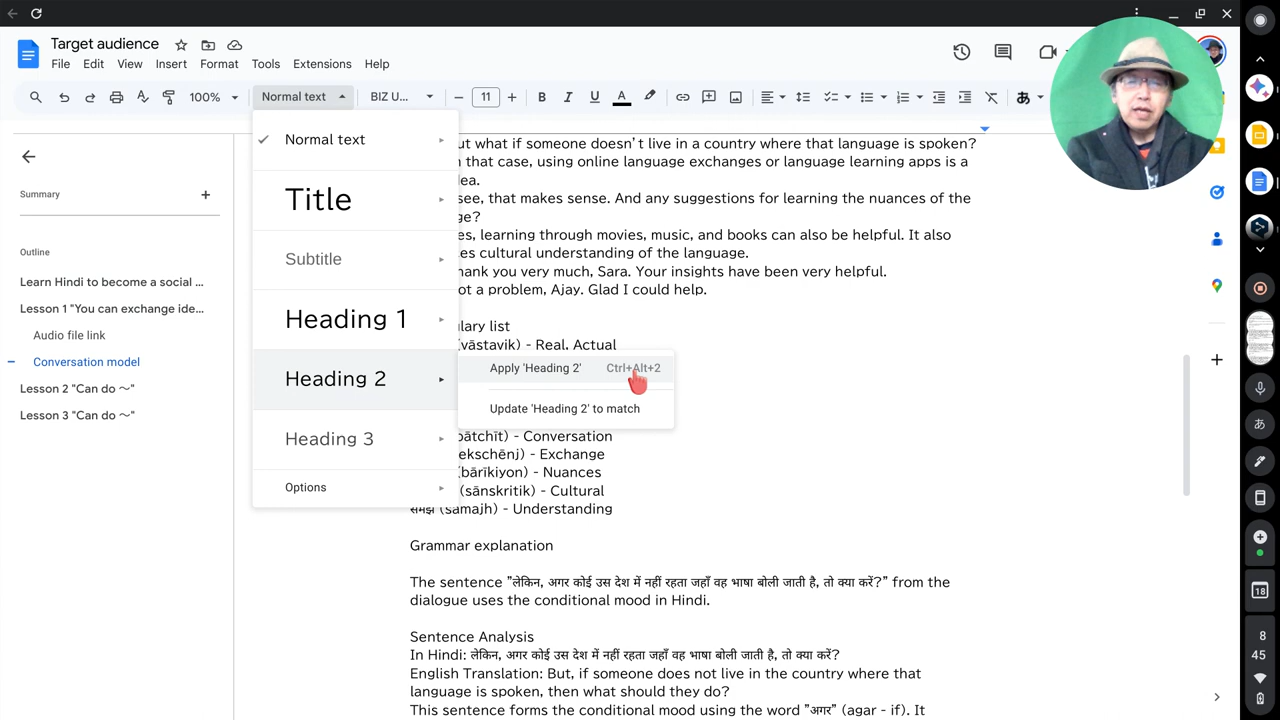 Target audience
File Edit View Insert Format Tools Extensions Help
100% Normal text BIZ U... 11 B I U A あ
Summary
Outline
Learn Hindi to become a social ...
Lesson 1 "You can exchange ide...
Audio file link
Conversation model
Lesson 2 "Can do 〜"
Lesson 3 "Can do 〜"
Normal text
Title
Subtitle
Heading 1
Heading 2
Heading 3
Options
Apply 'Heading 2' Ctrl+Alt+2
Update 'Heading 2' to match
ut what if someone doesn't live in a country where that language is spoken?
n that case, using online language exchanges or language learning apps is a
dea.
see, that makes sense. And any suggestions for learning the nuances of the
ge?
es, learning through movies, music, and books can also be helpful. It also
es cultural understanding of the language.
hank you very much, Sara. Your insights have been very helpful.
ot a problem, Ajay. Glad I could help.
ulary list
(vāstavik) - Real, Actual
bātchīt) - Conversation
(ekschēnj) - Exchange
(bārīkiyon) - Nuances
(sānskritik) - Cultural
समझ (samajh) - Understanding
Grammar explanation
The sentence "लेकिन, अगर कोई उस देश में नहीं रहता जहाँ वह भाषा बोली जाती है, तो क्या करें?" from the
dialogue uses the conditional mood in Hindi.
Sentence Analysis
In Hindi: लेकिन, अगर कोई उस देश में नहीं रहता जहाँ वह भाषा बोली जाती है, तो क्या करें?
English Translation: But, if someone does not live in the country where that
language is spoken, then what should they do?
This sentence forms the conditional mood using the word "अगर" (agar - if). It
あ
18
8
45